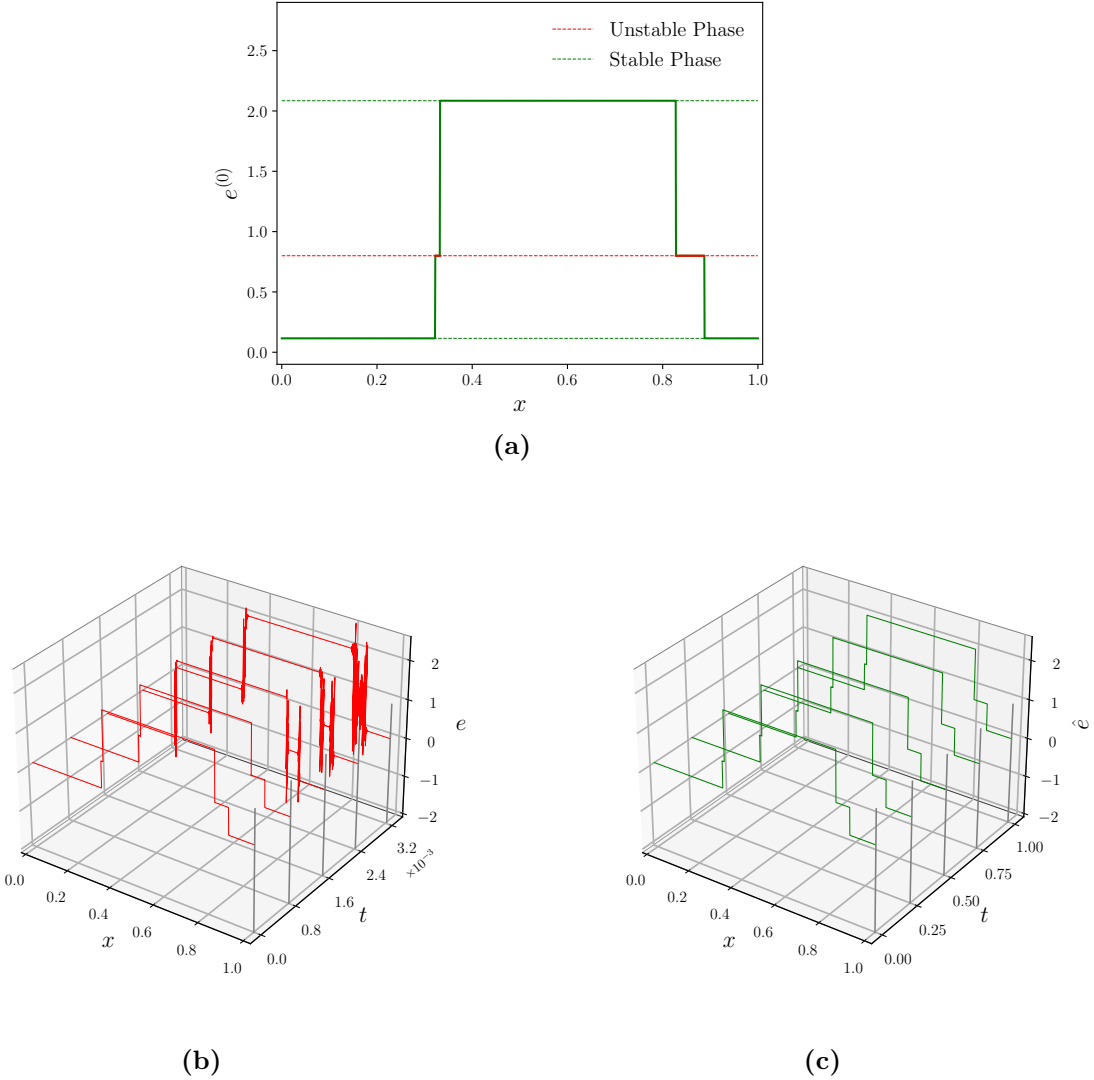 Unstable Phase
Stable Phase
2.5
2.0
1.5
1.0
0.5
0.0
e^{(0)}
0.0 0.2 0.4 0.6 0.8 1.0
x
(a)
2
1
0
−1
−2
e
0.0 0.2 0.4 0.6 0.8 1.0
x
0.0 0.8 1.6 2.4 3.2
×10⁻³
t
(b)
2
1
0
−1
−2
ê
0.0 0.2 0.4 0.6 0.8 1.0
x
0.00 0.25 0.50 0.75 1.00
t
(c)